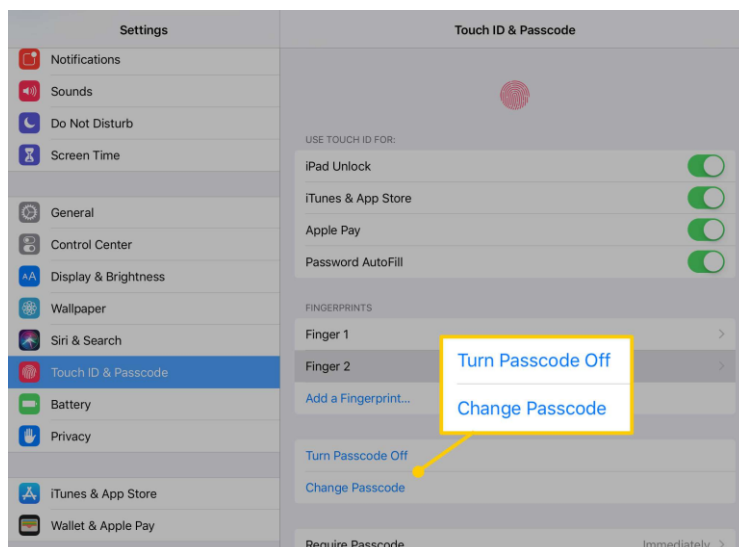 Settings
Notifications
Sounds
Do Not Disturb
Screen Time
General
Control Center
AA Display & Brightness
Wallpaper
Siri & Search
Touch ID & Passcode
Battery
Privacy
iTunes & App Store
Wallet & Apple Pay
Touch ID & Passcode
USE TOUCH ID FOR:
iPad Unlock
iTunes & App Store
Apple Pay
Password AutoFill
FINGERPRINTS
Finger 1
Finger 2
Add a Fingerprint...
Turn Passcode Off
Change Passcode
Turn Passcode Off
Change Passcode
Require Passcode Immediately